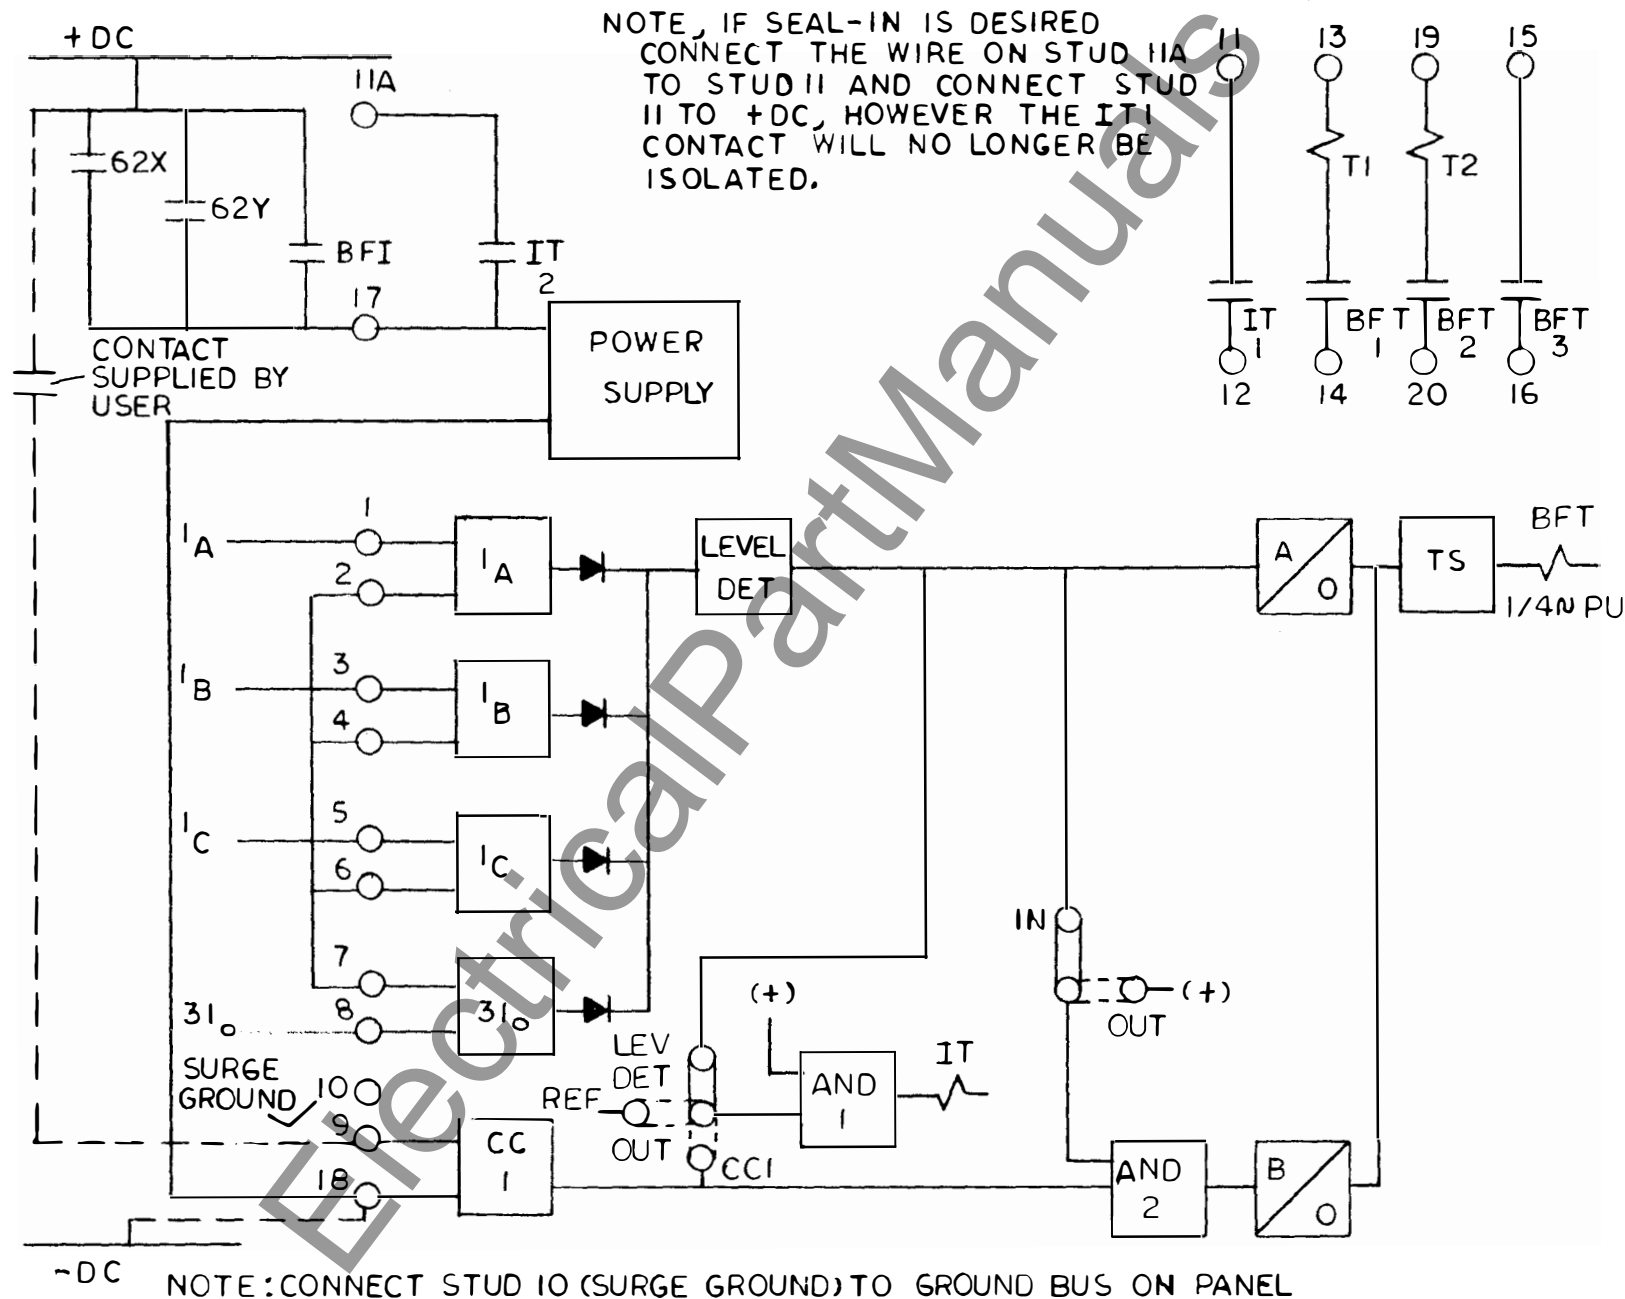 +DC
NOTE, IF SEAL-IN IS DESIRED
CONNECT THE WIRE ON STUD 11A
TO STUD 11 AND CONNECT STUD
11 TO +DC, HOWEVER THE IT1
CONTACT WILL NO LONGER BE
ISOLATED.
11 13 19 15
11A
62X
62Y
BFI
IT
2
17
T1
T2
IT
1
BFT
1
BFT
2
BFT
3
12 14 20 16
CONTACT
SUPPLIED BY
USER
POWER
SUPPLY
IA
1
2
IA
LEVEL
DET
A
O
TS
BFT
1/4~PU
IB
3
4
IB
IC
5
6
IC
7
3Io
8
3Io
IN
(+)
OUT
(+)
SURGE
GROUND
10
9
18
CC
1
LEV
DET
REF
OUT
CC1
AND
1
IT
AND
2
B
O
-DC
NOTE: CONNECT STUD 10 (SURGE GROUND) TO GROUND BUS ON PANEL
ElectricalPartManuals